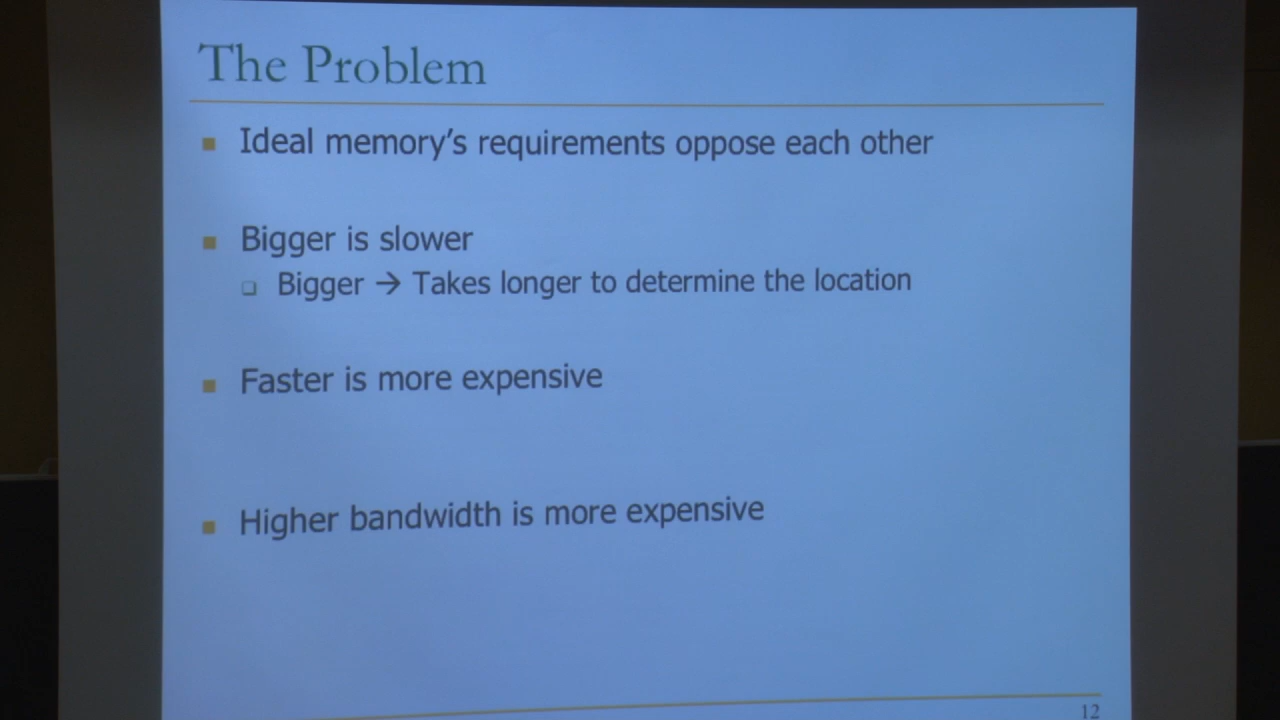 The Problem
Ideal memory's requirements oppose each other
Bigger is slower
Bigger → Takes longer to determine the location
Faster is more expensive
Higher bandwidth is more expensive
12